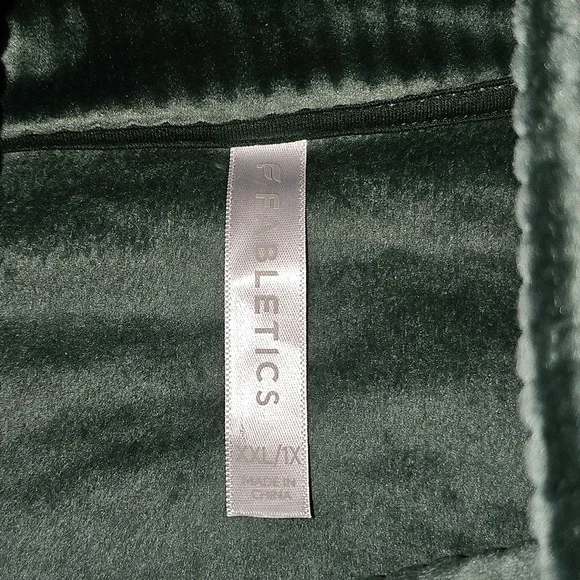 FABLETICS
XXL/1X
MADE IN
CHINA